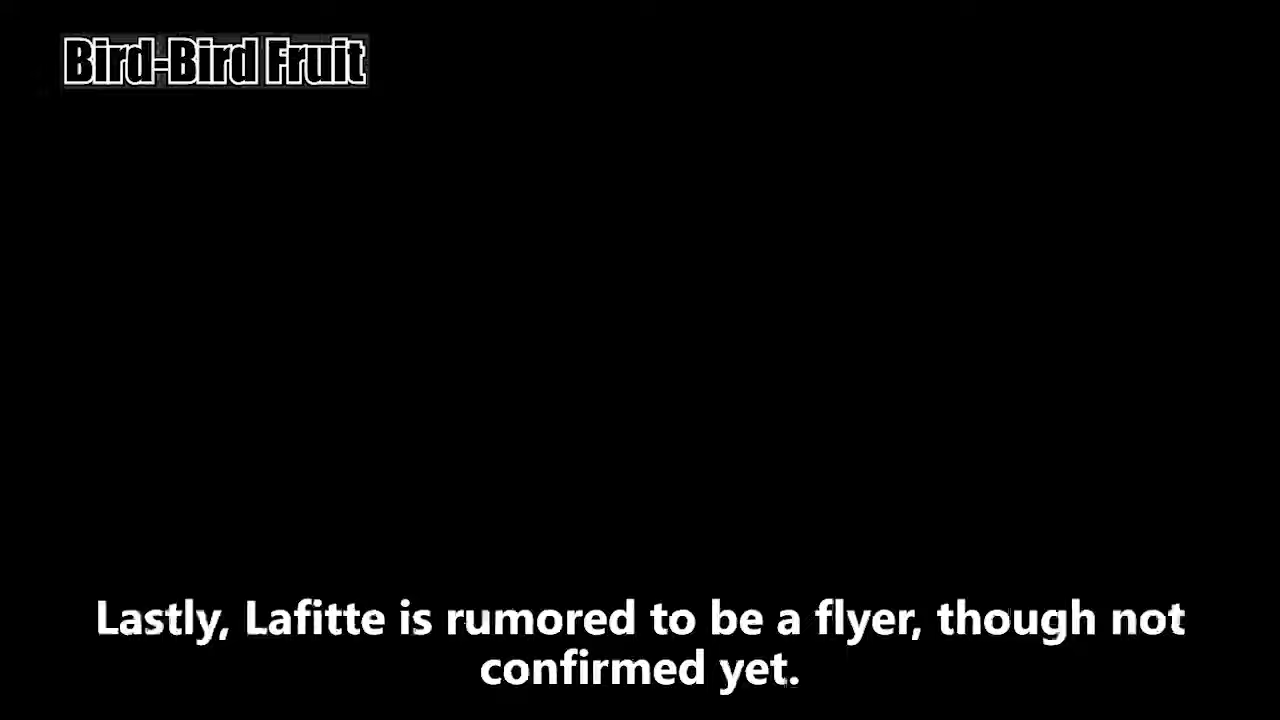 Bird-Bird Fruit
Lastly, Lafitte is rumored to be a flyer, though not
confirmed yet.